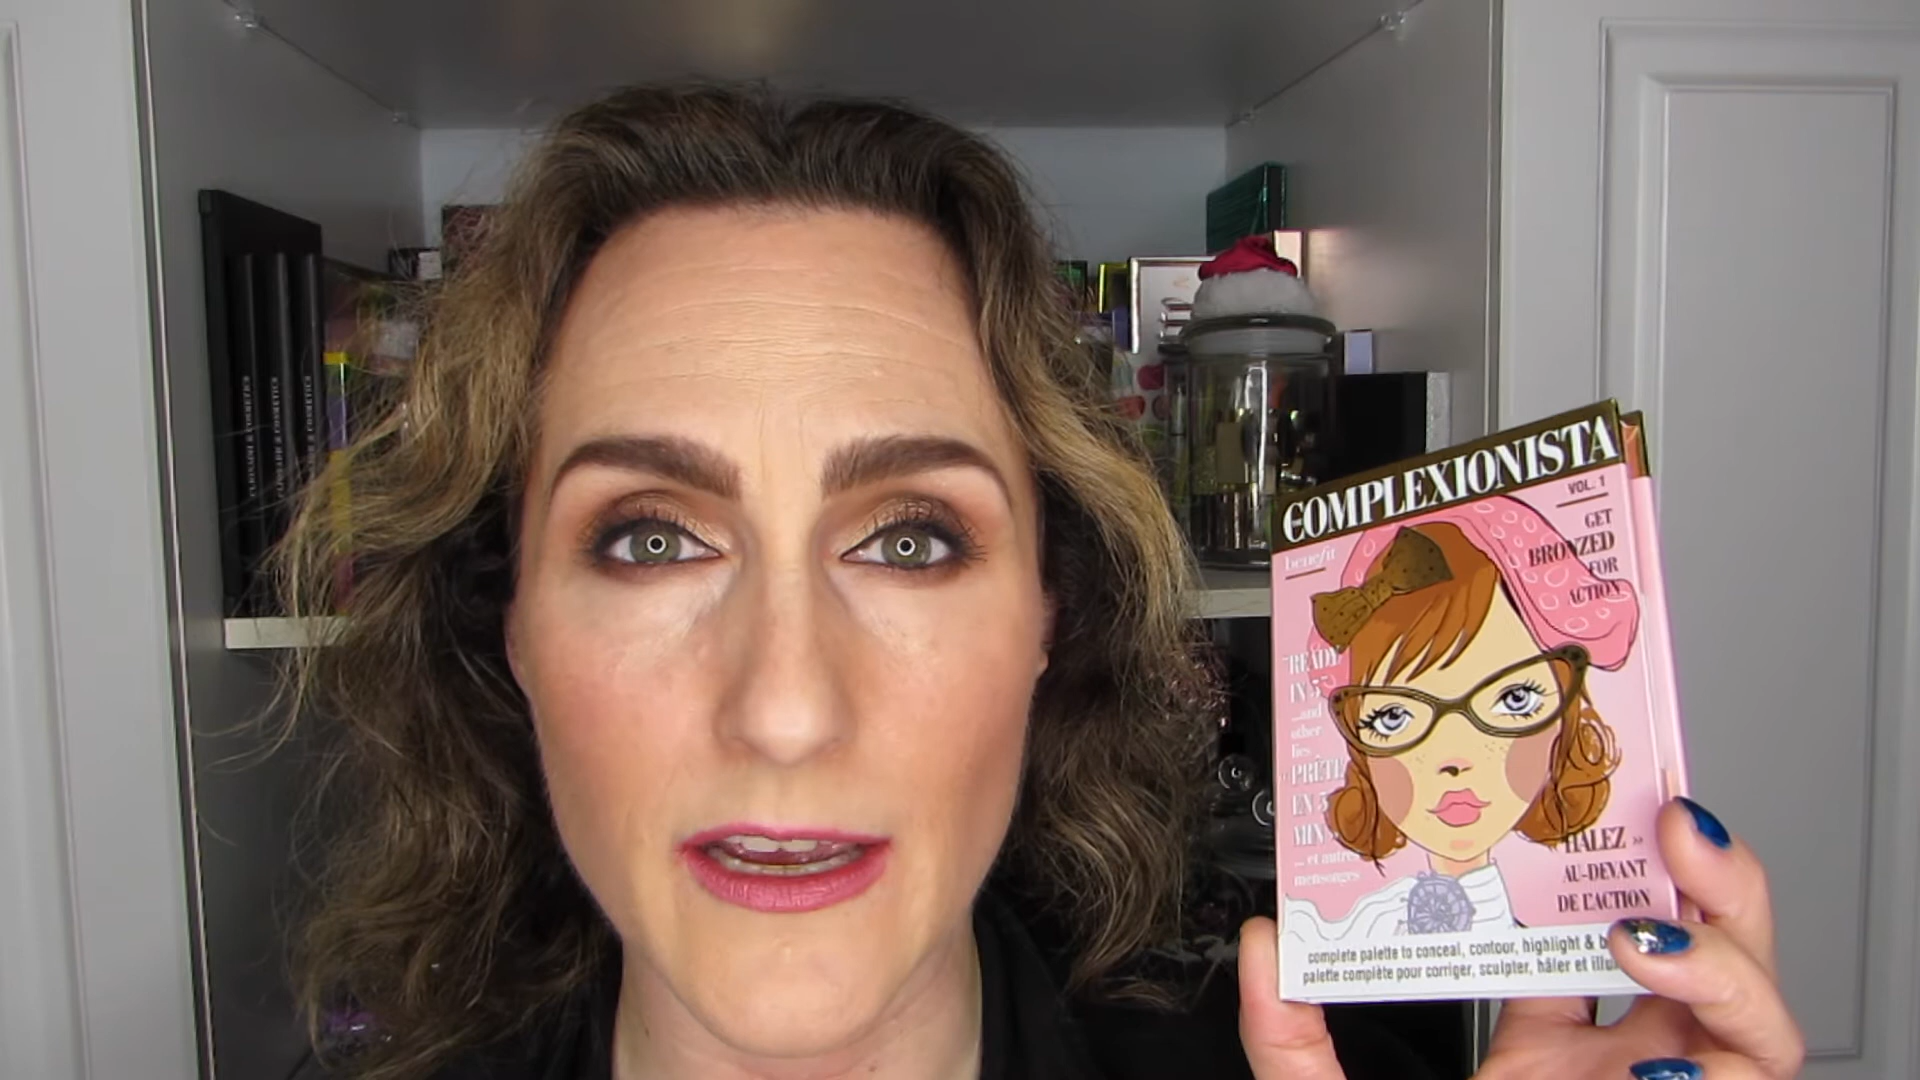 COMPLEXIONISTA
VOL. 1
benefit
GET
BRONZED
FOR
ACTION
"READY
IN 5"
...and
other
lies...
PRÊTE
EN 5
MIN
... et autres
mensonges
HALEZ »
AU-DEVANT
DE L'ACTION
complete palette to conceal, contour, highlight &
palette complète pour corriger, sculpter, hâler et